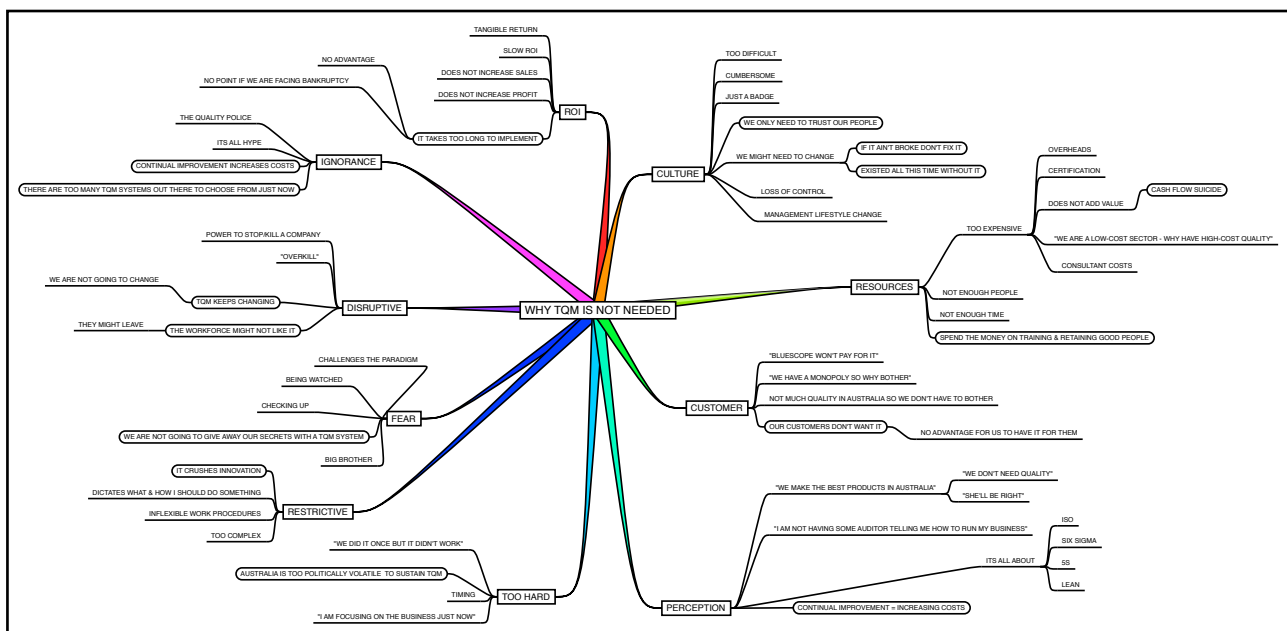 WHY TQM IS NOT NEEDED
ROI
TANGIBLE RETURN
SLOW ROI
DOES NOT INCREASE SALES
DOES NOT INCREASE PROFIT
IT TAKES TOO LONG TO IMPLEMENT
NO ADVANTAGE
NO POINT IF WE ARE FACING BANKRUPTCY
CULTURE
TOO DIFFICULT
CUMBERSOME
JUST A BADGE
WE ONLY NEED TO TRUST OUR PEOPLE
WE MIGHT NEED TO CHANGE
IF IT AIN'T BROKE DON'T FIX IT
EXISTED ALL THIS TIME WITHOUT IT
LOSS OF CONTROL
MANAGEMENT LIFESTYLE CHANGE
RESOURCES
TOO EXPENSIVE
OVERHEADS
CERTIFICATION
DOES NOT ADD VALUE
CASH FLOW SUICIDE
"WE ARE A LOW-COST SECTOR - WHY HAVE HIGH-COST QUALITY"
CONSULTANT COSTS
NOT ENOUGH PEOPLE
NOT ENOUGH TIME
SPEND THE MONEY ON TRAINING & RETAINING GOOD PEOPLE
CUSTOMER
"BLUESCOPE WON'T PAY FOR IT"
"WE HAVE A MONOPOLY SO WHY BOTHER"
NOT MUCH QUALITY IN AUSTRALIA SO WE DON'T HAVE TO BOTHER
OUR CUSTOMERS DON'T WANT IT
NO ADVANTAGE FOR US TO HAVE IT FOR THEM
PERCEPTION
"WE MAKE THE BEST PRODUCTS IN AUSTRALIA"
"WE DON'T NEED QUALITY"
"SHE'LL BE RIGHT"
"I AM NOT HAVING SOME AUDITOR TELLING ME HOW TO RUN MY BUSINESS"
ITS ALL ABOUT
ISO
SIX SIGMA
5S
LEAN
CONTINUAL IMPROVEMENT = INCREASING COSTS
TOO HARD
"WE DID IT ONCE BUT IT DIDN'T WORK"
AUSTRALIA IS TOO POLITICALLY VOLATILE TO SUSTAIN TQM
TIMING
"I AM FOCUSING ON THE BUSINESS JUST NOW"
RESTRICTIVE
IT CRUSHES INNOVATION
DICTATES WHAT & HOW I SHOULD DO SOMETHING
INFLEXIBLE WORK PROCEDURES
TOO COMPLEX
FEAR
CHALLENGES THE PARADIGM
BEING WATCHED
CHECKING UP
WE ARE NOT GOING TO GIVE AWAY OUR SECRETS WITH A TQM SYSTEM
BIG BROTHER
DISRUPTIVE
POWER TO STOP/KILL A COMPANY
"OVERKILL"
TQM KEEPS CHANGING
WE ARE NOT GOING TO CHANGE
THE WORKFORCE MIGHT NOT LIKE IT
THEY MIGHT LEAVE
IGNORANCE
THE QUALITY POLICE
ITS ALL HYPE
CONTINUAL IMPROVEMENT INCREASES COSTS
THERE ARE TOO MANY TQM SYSTEMS OUT THERE TO CHOOSE FROM JUST NOW